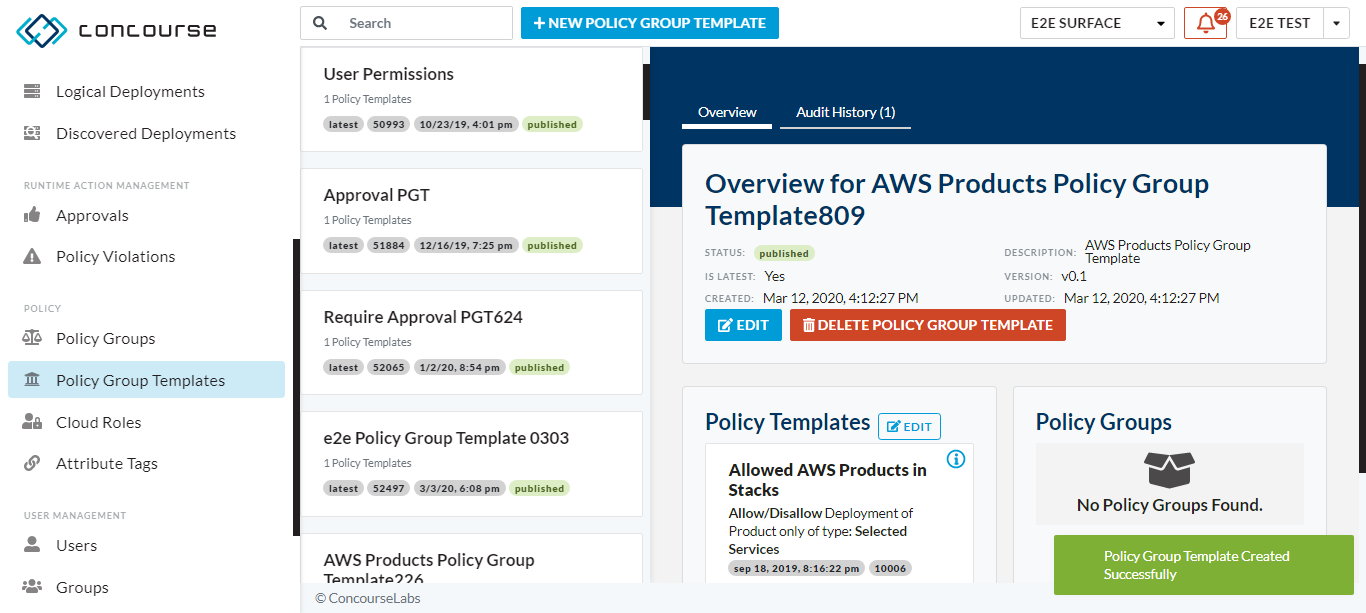 CONCOURSE
Search
NEW POLICY GROUP TEMPLATE
E2E SURFACE
26
E2E TEST
Logical Deployments
Discovered Deployments
RUNTIME ACTION MANAGEMENT
Approvals
Policy Violations
POLICY
Policy Groups
Policy Group Templates
Cloud Roles
Attribute Tags
USER MANAGEMENT
Users
Groups
User Permissions
1 Policy Templates
latest 50993 10/23/19, 4:01 pm published
Approval PGT
1 Policy Templates
latest 51884 12/16/19, 7:25 pm published
Require Approval PGT624
1 Policy Templates
latest 52065 1/2/20, 8:54 pm published
e2e Policy Group Template 0303
1 Policy Templates
latest 52497 3/3/20, 6:08 pm published
AWS Products Policy Group
Template226
© ConcourseLabs
Overview
Audit History (1)
Overview for AWS Products Policy Group
Template809
STATUS: published
DESCRIPTION: AWS Products Policy Group
Template
IS LATEST: Yes
VERSION: v0.1
CREATED: Mar 12, 2020, 4:12:27 PM
UPDATED: Mar 12, 2020, 4:12:27 PM
EDIT
DELETE POLICY GROUP TEMPLATE
Policy Templates
EDIT
Allowed AWS Products in
Stacks
Allow/Disallow Deployment of
Product only of type: Selected
Services
sep 18, 2019, 8:16:22 pm 10006
Policy Groups
No Policy Groups Found.
Policy Group Template Created
Successfully